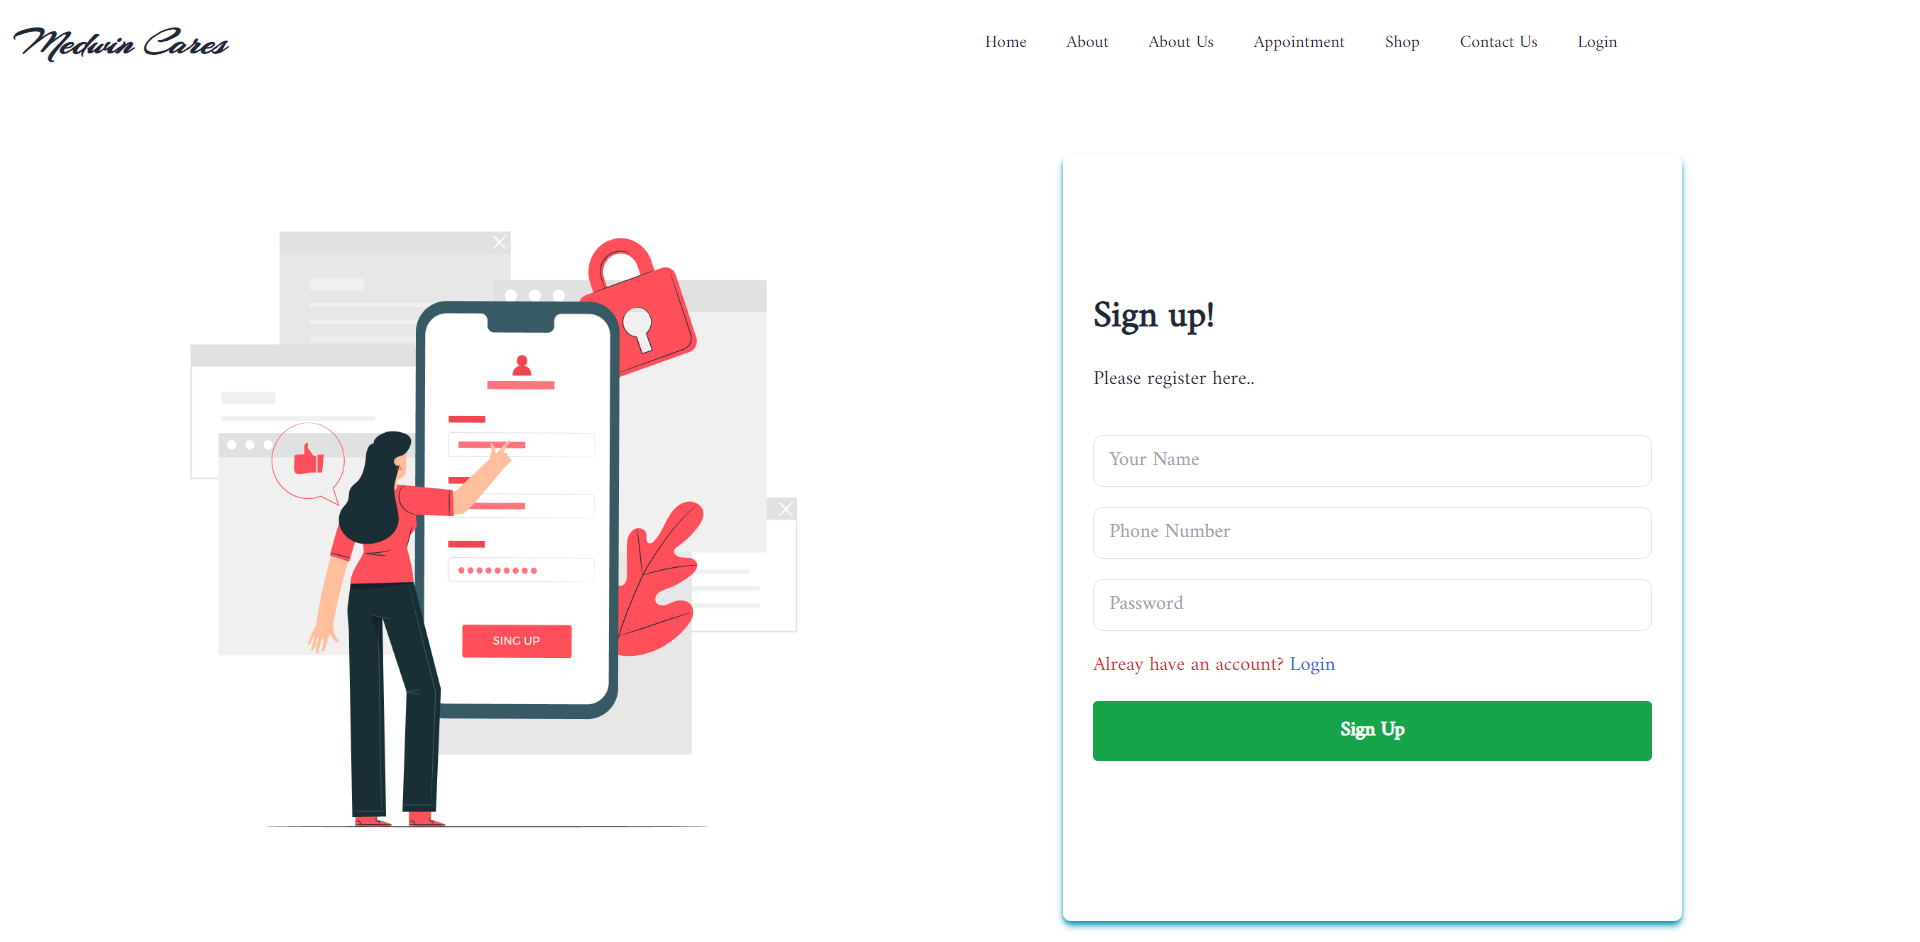 Medwin Cares
Home About About Us Appointment Shop Contact Us Login
SING UP
Sign up!
Please register here..
Your Name
Phone Number
Password
Alreay have an account? Login
Sign Up